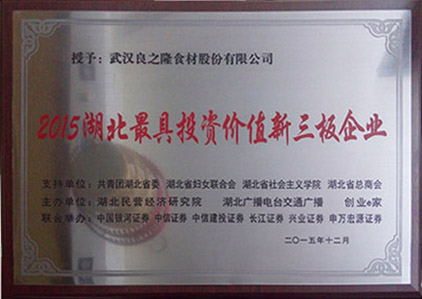 授予：武汉良之隆食材股份有限公司
2015湖北最具投资价值新三板企业
支持单位：共青团湖北省委 湖北省妇女联合会 湖北省社会主义学院 湖北省总商会
主办单位：湖北民营经济研究院 湖北广播电台交通广播 创业e家
联合举办：中国银河证券 中信证券 中信建投证券 长江证券 兴业证券 申万宏源证券
二〇一五年十二月